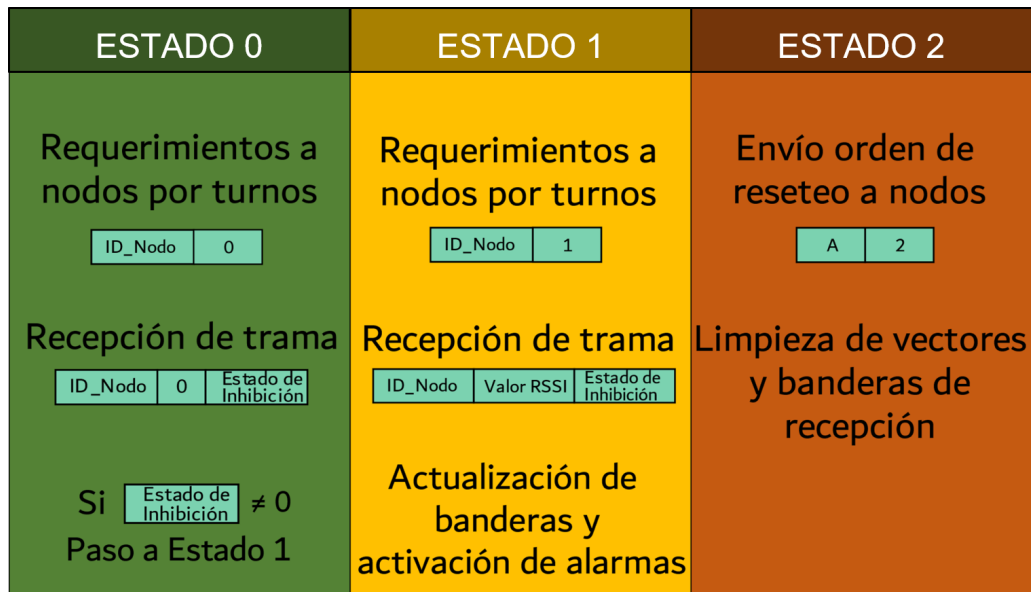 ESTADO 0
Requerimientos a
nodos por turnos
ID_Nodo 0
Recepción de trama
ID_Nodo 0 Estado de
Inhibición
Si Estado de
Inhibición ≠ 0
Paso a Estado 1
ESTADO 1
Requerimientos a
nodos por turnos
ID_Nodo 1
Recepción de trama
ID_Nodo Valor RSSI Estado de
Inhibición
Actualización de
banderas y
activación de alarmas
ESTADO 2
Envío orden de
reseteo a nodos
A 2
Limpieza de vectores
y banderas de
recepción